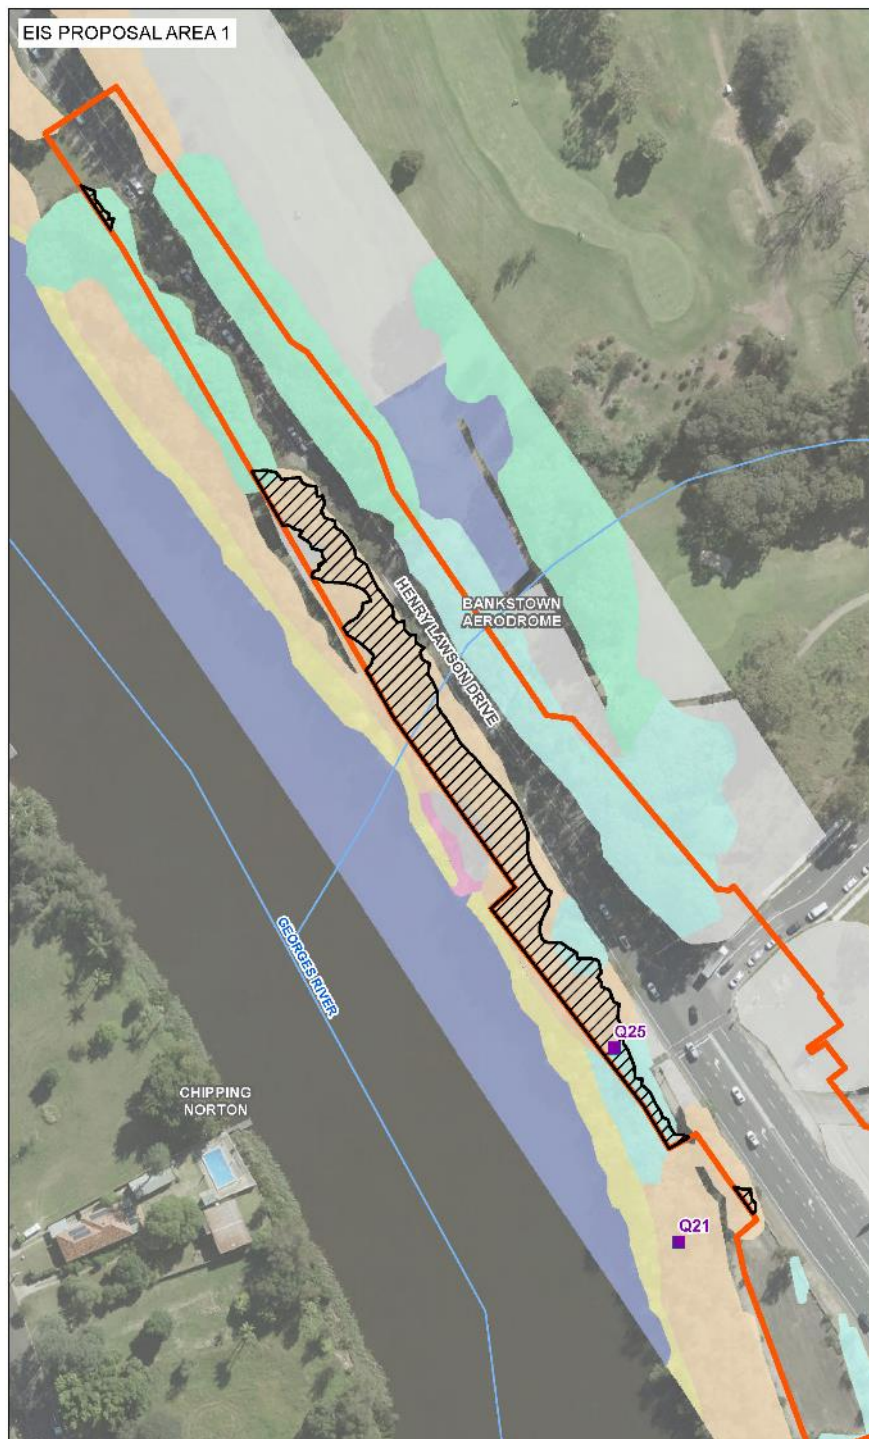 EIS PROPOSAL AREA 1
BANKSTOWN
AERODROME
HENRY LAWSON DRIVE
GEORGES RIVER
Q25
CHIPPING
NORTON
Q21